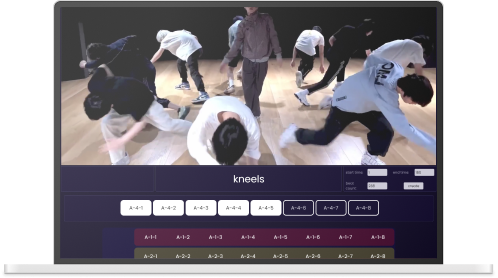 kneels
start time
end time
beat count
create
A-4-1 A-4-2 A-4-3 A-4-4 A-4-5 A-4-6 A-4-7 A-4-8
A-1-1 A-1-2 A-1-3 A-1-4 A-1-5 A-1-6 A-1-7 A-1-8
A-2-1 A-2-2 A-2-3 A-2-4 A-2-5 A-2-6 A-2-7 A-2-8